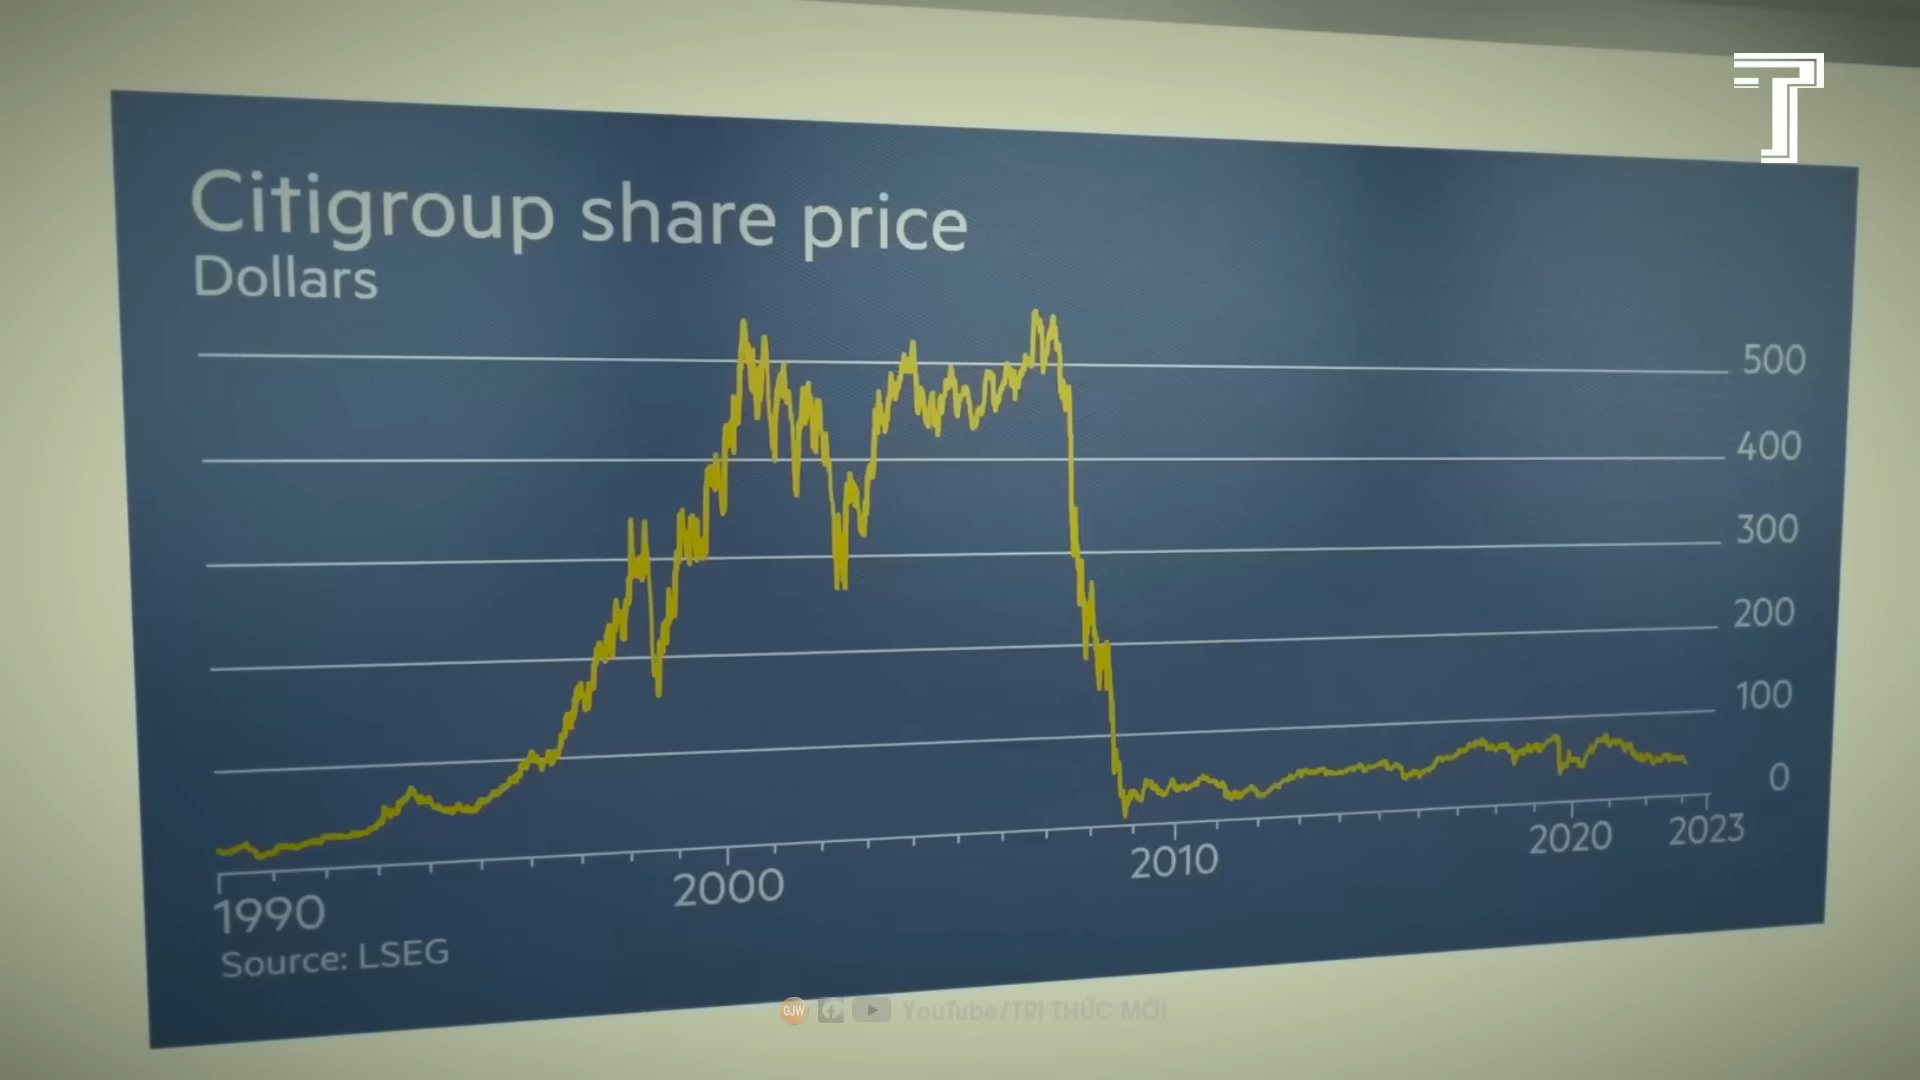 Citigroup share price
Dollars
500
400
300
200
100
0
1990
2000
2010
2020
2023
Source: LSEG
GJW
YouTube/TRI THỨC MỚI